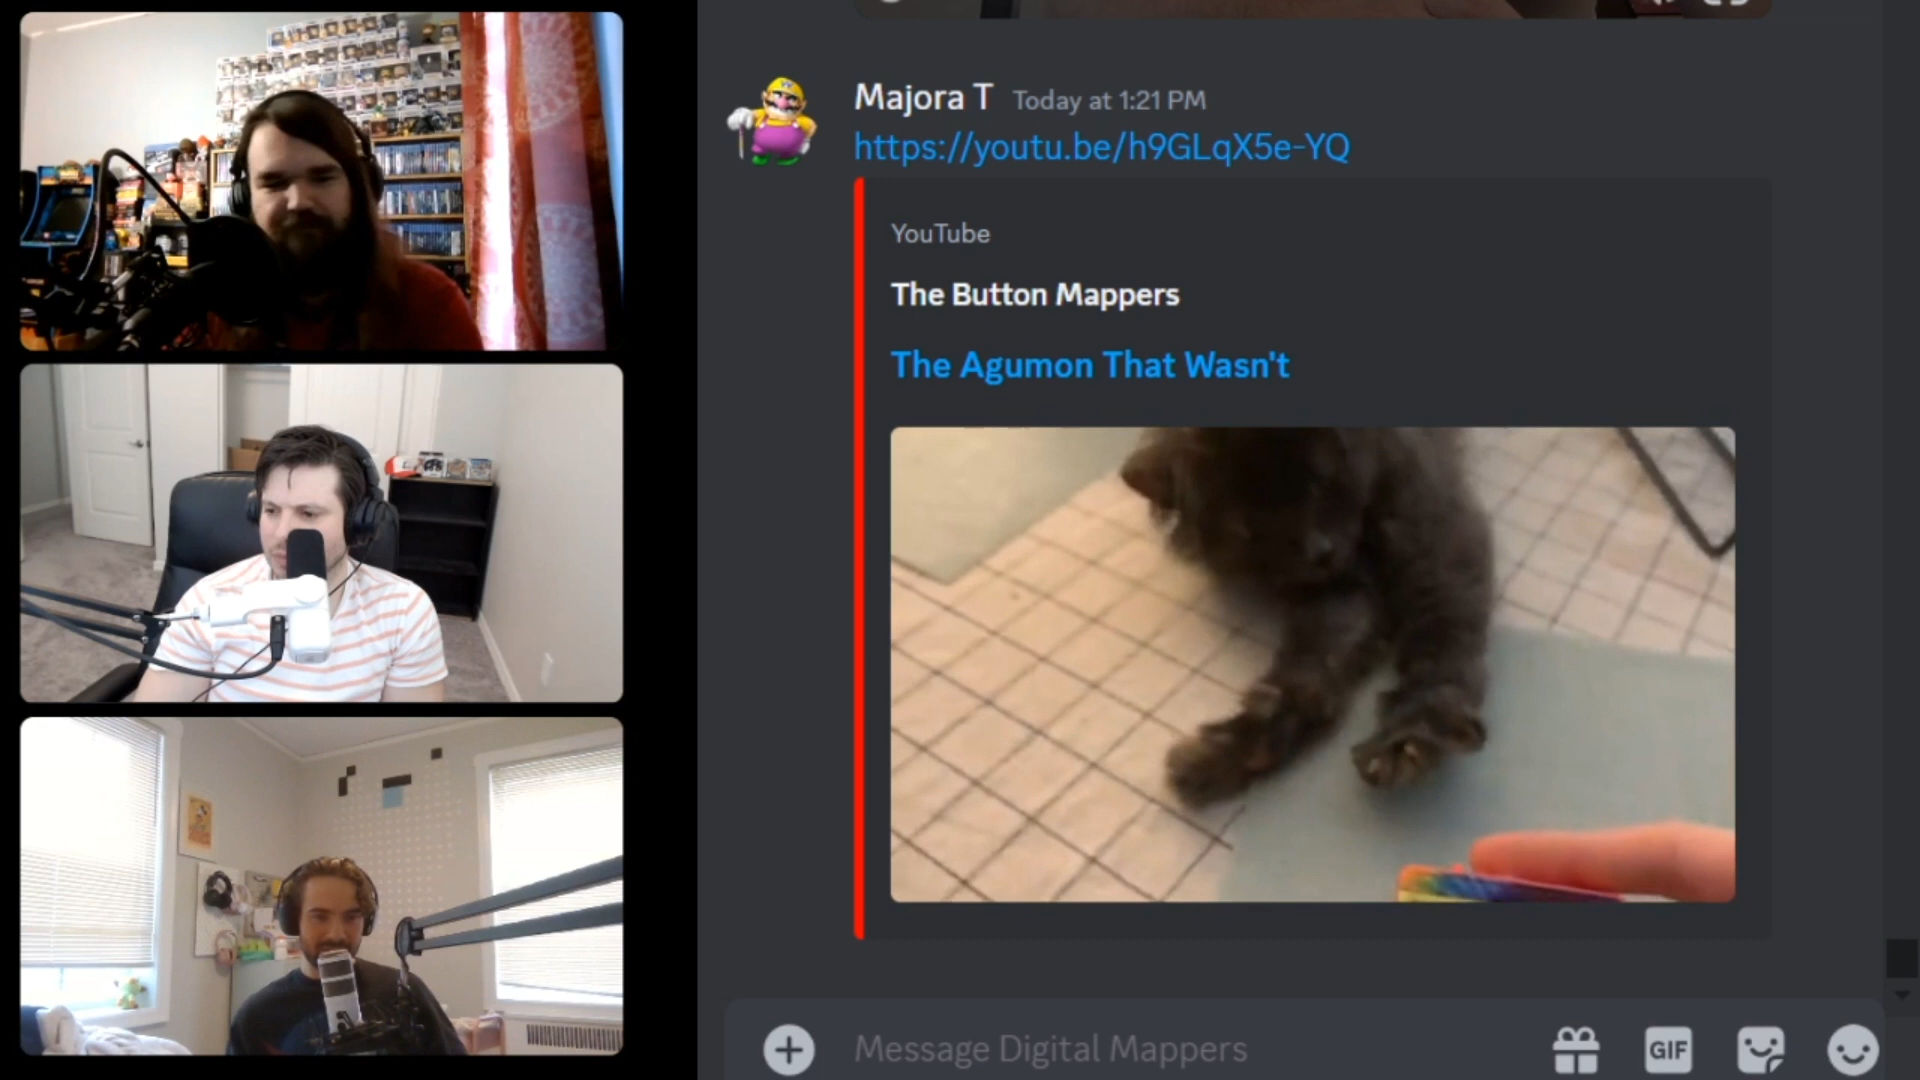 Majora T Today at 1:21 PM
https://youtu.be/h9GLqX5e-YQ
YouTube
The Button Mappers
The Agumon That Wasn't
Message Digital Mappers
GIF